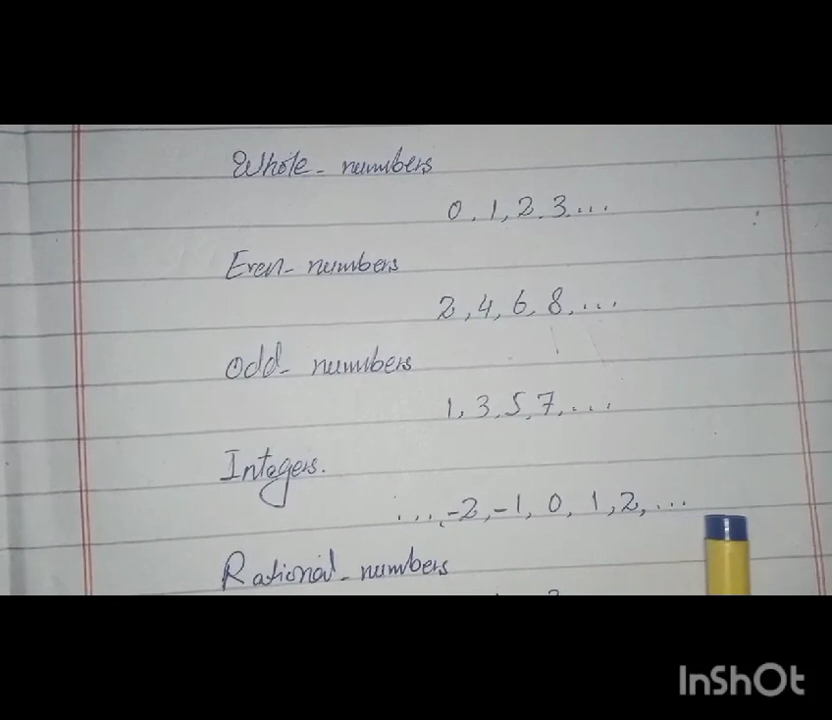 Whole- numbers
0, 1, 2, 3, ...
Even- numbers
2, 4, 6, 8, ...
Odd- numbers
1, 3, 5, 7, ...
Integers.
..., -2, -1, 0, 1, 2, ...
Rational- numbers
InShOt